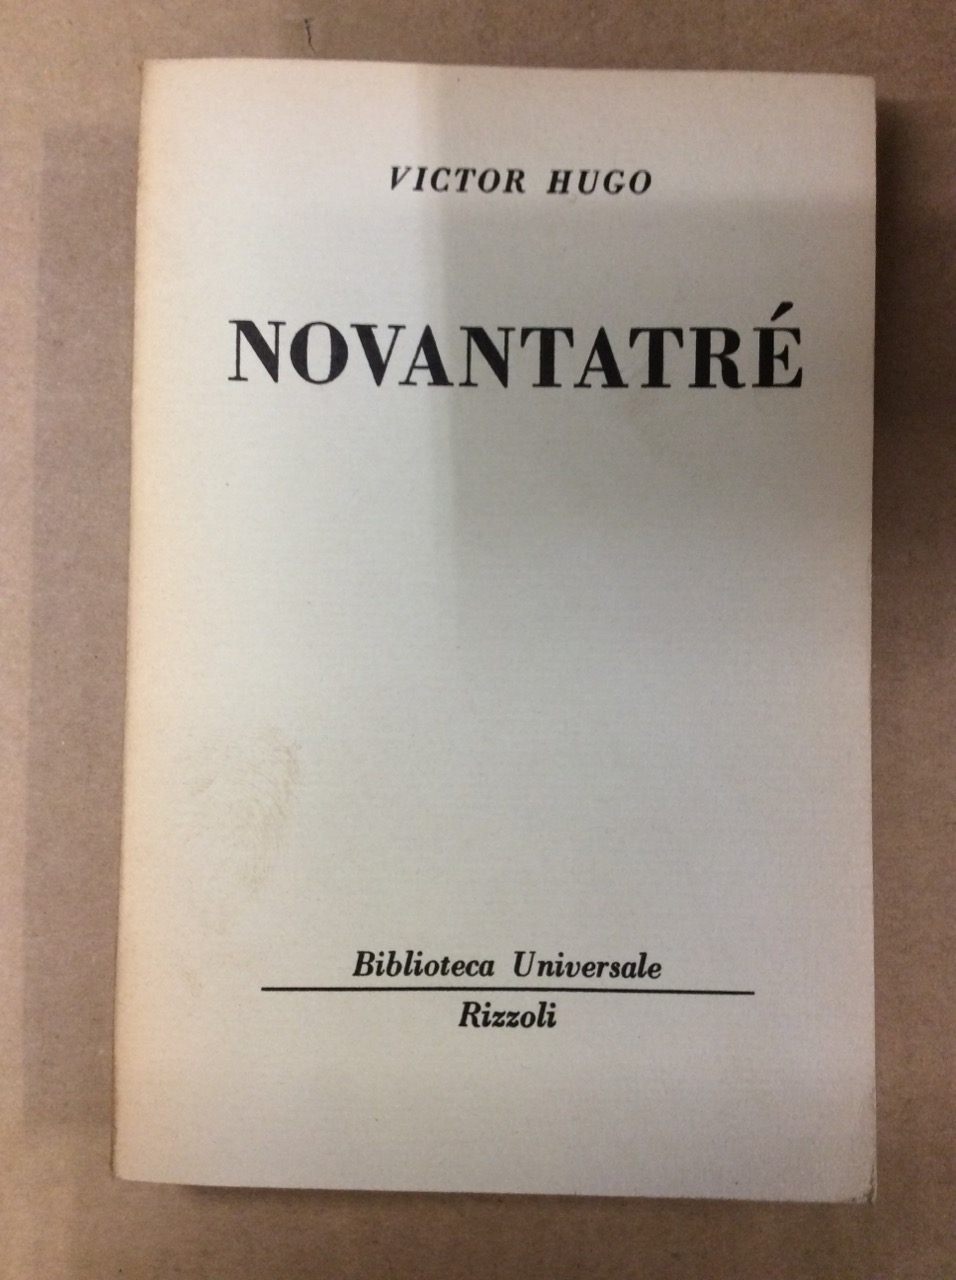 VICTOR HUGO
NOVANTATRÉ
Biblioteca Universale
Rizzoli